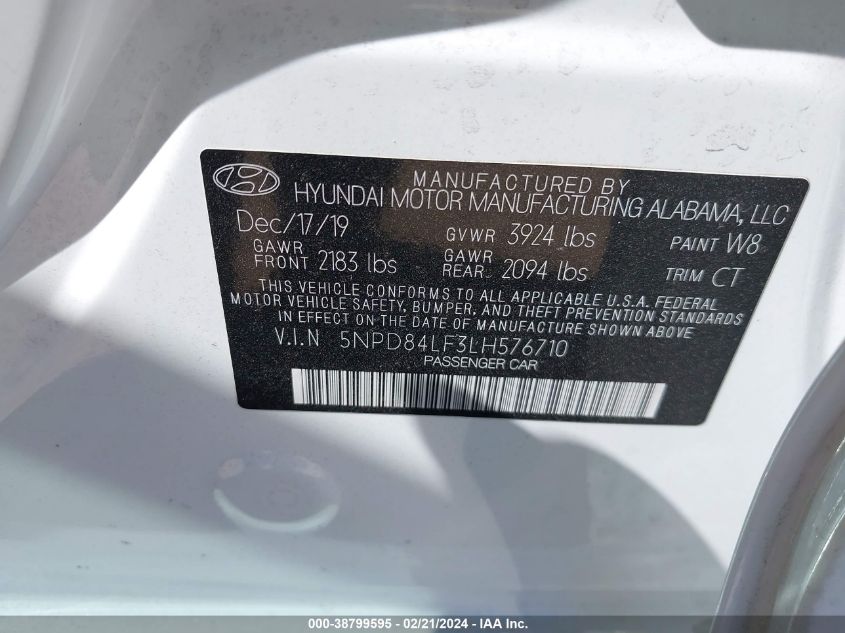 MANUFACTURED BY
HYUNDAI MOTOR MANUFACTURING ALABAMA, LLC
Dec/17/19 GVWR 3924 lbs PAINT W8
GAWR FRONT 2183 lbs GAWR REAR. 2094 lbs TRIM CT
THIS VEHICLE CONFORMS TO ALL APPLICABLE U.S.A. FEDERAL
MOTOR VEHICLE SAFETY, BUMPER, AND THEFT PREVENTION STANDARDS
IN EFFECT ON THE DATE OF MANUFACTURE SHOWN ABOVE.
V.I.N 5NPD84LF3LH576710
PASSENGER CAR
000-38799595 - 02/21/2024 - IAA Inc.